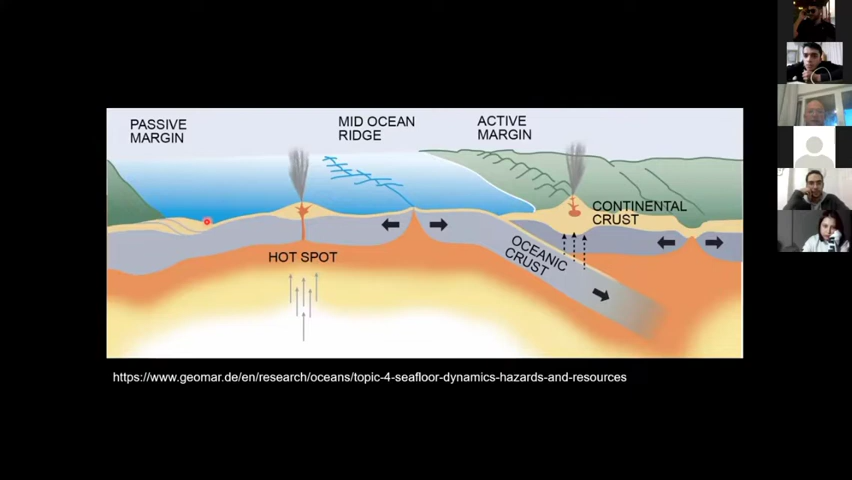 PASSIVE
MARGIN
MID OCEAN
RIDGE
ACTIVE
MARGIN
CONTINENTAL
CRUST
HOT SPOT
OCEANIC
CRUST
https://www.geomar.de/en/research/oceans/topic-4-seafloor-dynamics-hazards-and-resources